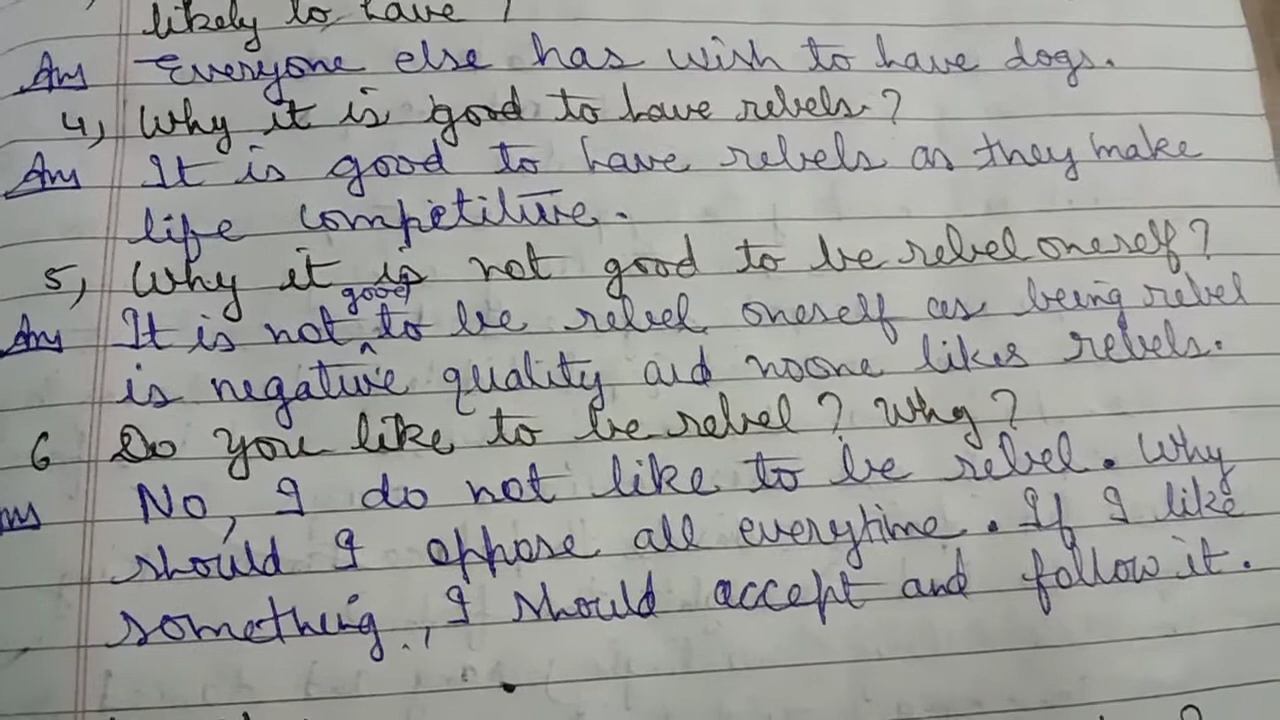 likely to have ?
Ans Everyone else has wish to have dogs.
4, Why it is good to have rebels.?
Ans It is good to have rebels as they make
life competitive.
5, Why it is not good to be rebel oneself?
Ans It is not good to be rebel oneself as being rebel
is negative quality and noone likes rebels.
6 Do you like to be rebel? Why?
Ans No, I do not like to be rebel. Why
should I oppose all everytime. If I like
something, I should accept and follow it.